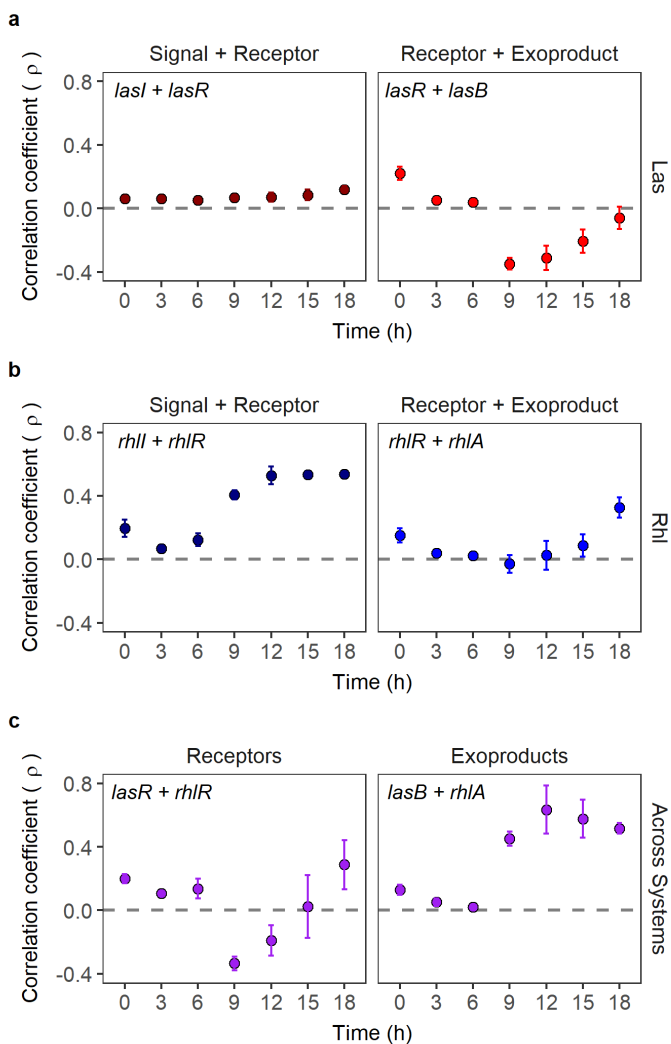 a
Signal + Receptor
Receptor + Exoproduct
lasI + lasR
lasR + lasB
Correlation coefficient ( ρ )
0.8
0.4
0.0
-0.4
Las
0 3 6 9 12 15 18
0 3 6 9 12 15 18
Time (h)
Time (h)
b
Signal + Receptor
Receptor + Exoproduct
rhlI + rhlR
rhlR + rhlA
Correlation coefficient ( ρ )
0.8
0.4
0.0
-0.4
Rhl
0 3 6 9 12 15 18
0 3 6 9 12 15 18
Time (h)
Time (h)
c
Receptors
Exoproducts
lasR + rhlR
lasB + rhlA
Correlation coefficient ( ρ )
0.8
0.4
0.0
-0.4
Across Systems
0 3 6 9 12 15 18
0 3 6 9 12 15 18
Time (h)
Time (h)